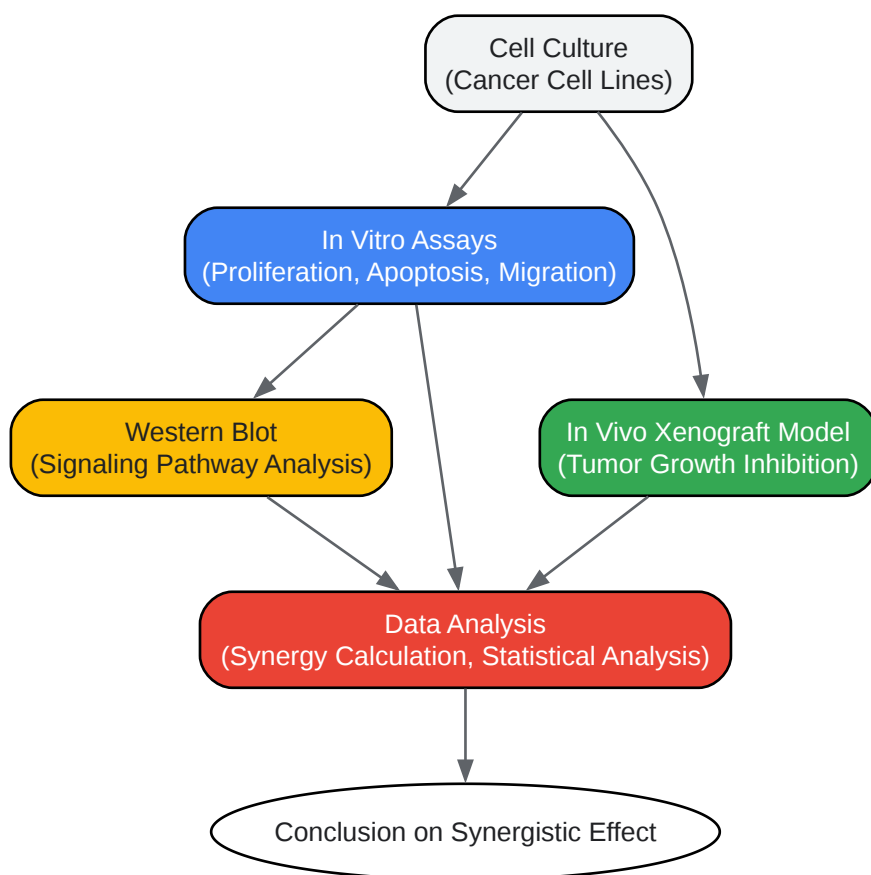 Cell Culture
(Cancer Cell Lines)
In Vitro Assays
(Proliferation, Apoptosis, Migration)
Western Blot
(Signaling Pathway Analysis)
In Vivo Xenograft Model
(Tumor Growth Inhibition)
Data Analysis
(Synergy Calculation, Statistical Analysis)
Conclusion on Synergistic Effect